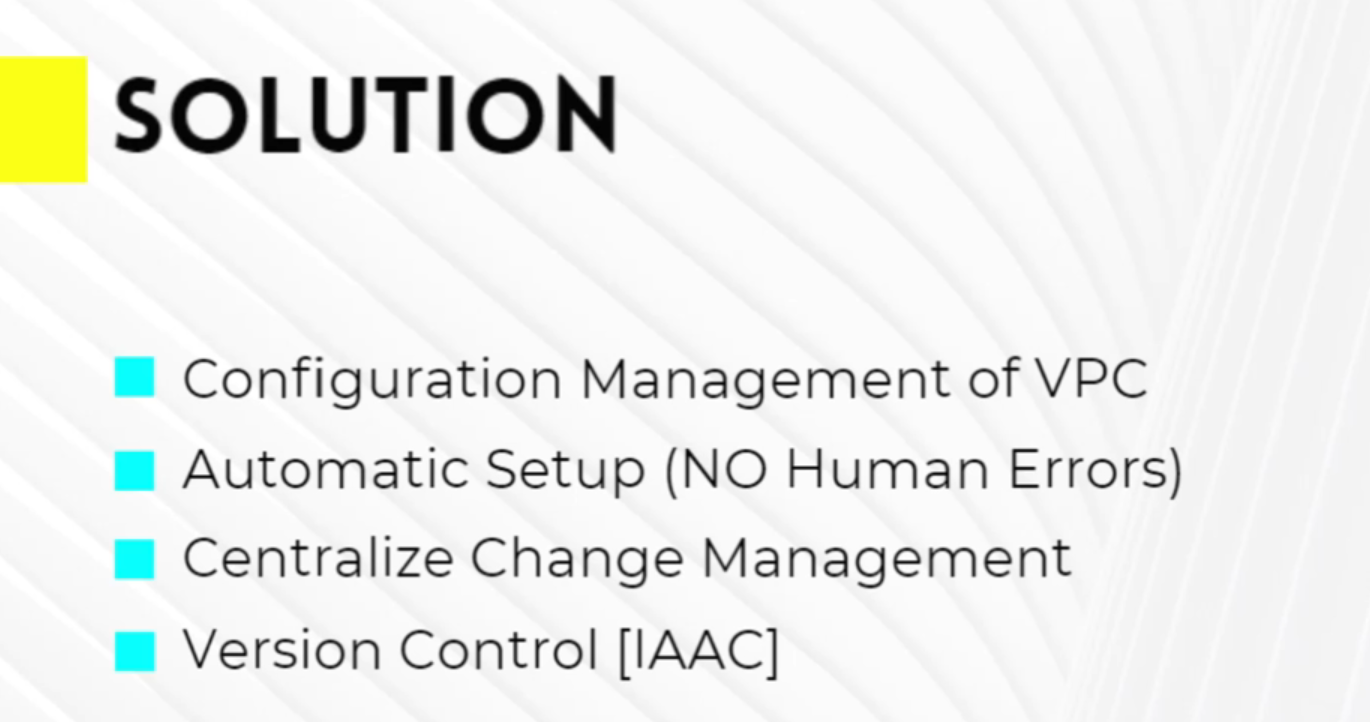 SOLUTION
Configuration Management of VPC
Automatic Setup (NO Human Errors)
Centralize Change Management
Version Control [IAAC]